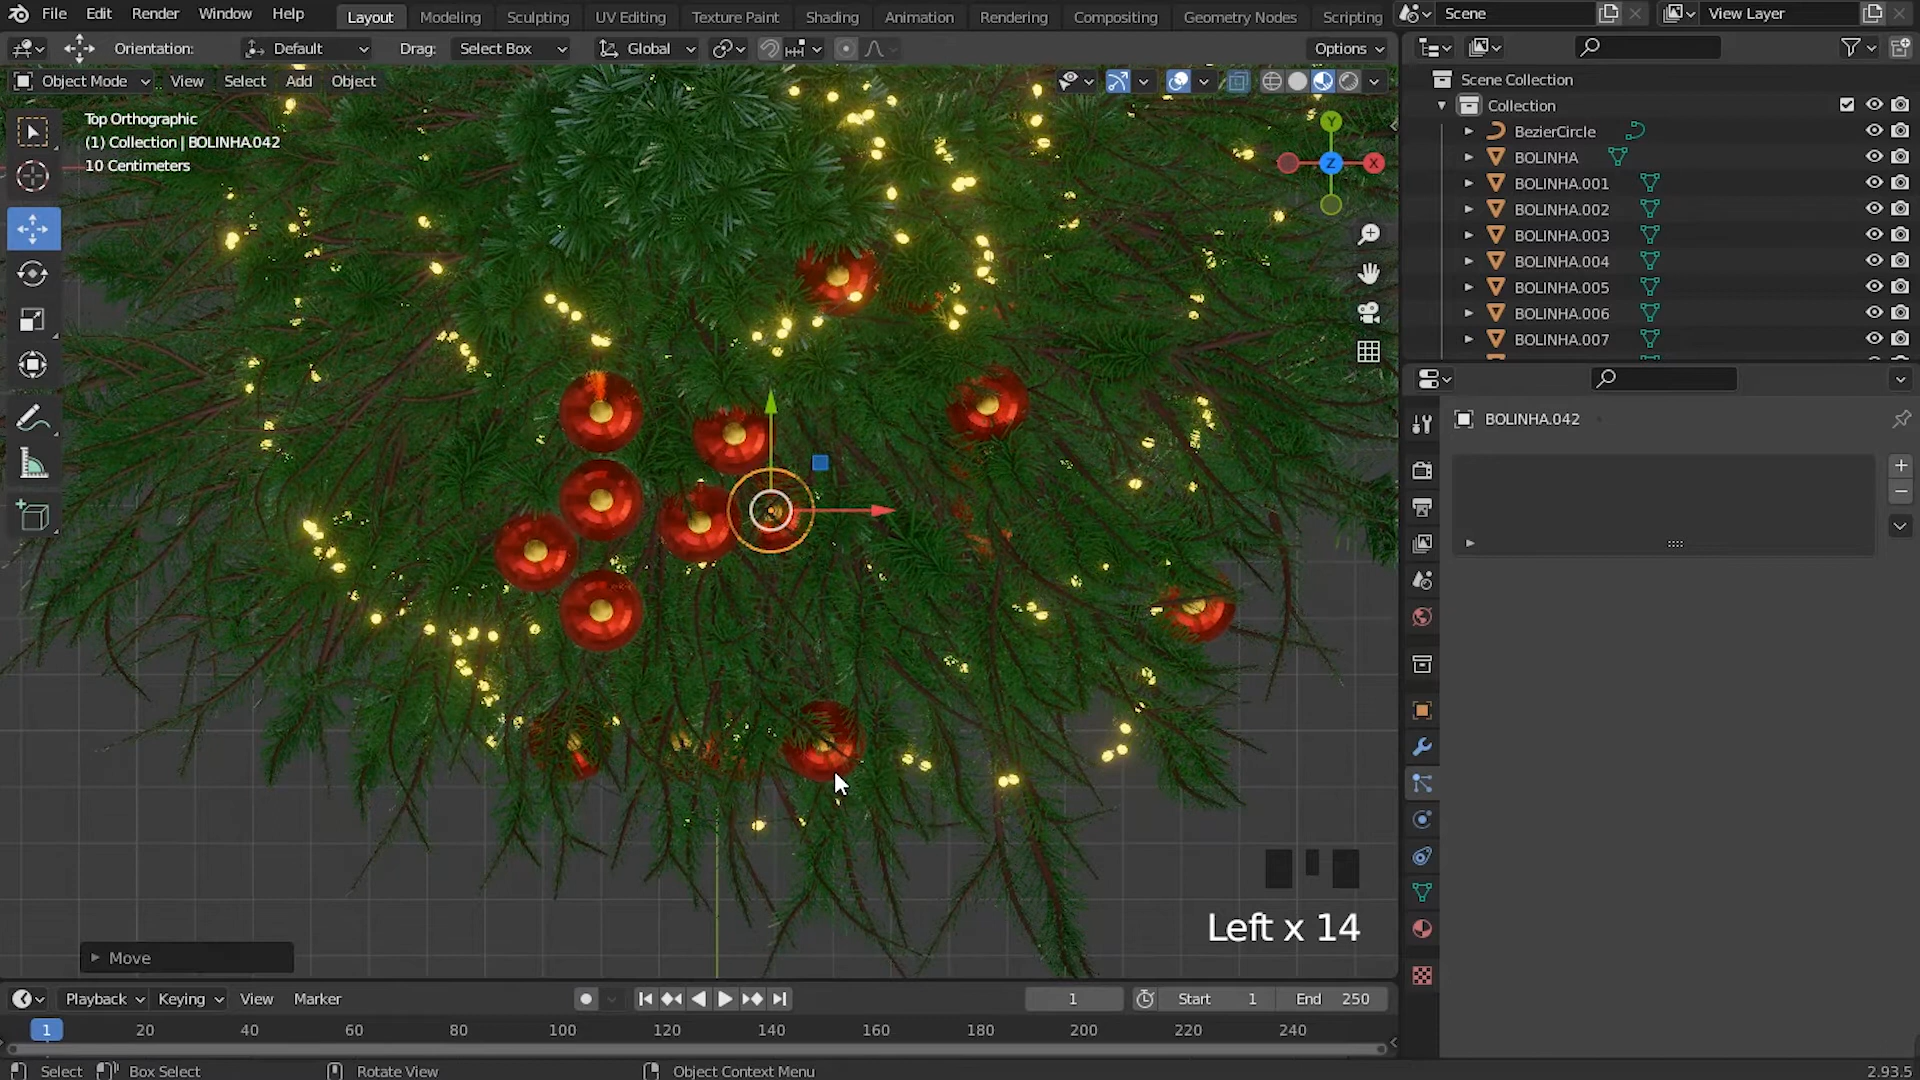 File Edit Render Window Help Layout Modeling Sculpting UV Editing Texture Paint Shading Animation Rendering Compositing Geometry Nodes Scripting Scene View Layer
Orientation: Default Drag: Select Box Global Options
Object Mode View Select Add Object
Top Orthographic
(1) Collection | BOLINHA.042
10 Centimeters
Y
Z
X
Scene Collection
Collection
BezierCircle
BOLINHA
BOLINHA.001
BOLINHA.002
BOLINHA.003
BOLINHA.004
BOLINHA.005
BOLINHA.006
BOLINHA.007
BOLINHA.042
Left x 14
Move
Playback Keying View Marker 1 Start 1 End 250
1 20 40 60 80 100 120 140 160 180 200 220 240
Select Box Select Rotate View Object Context Menu 2.93.5